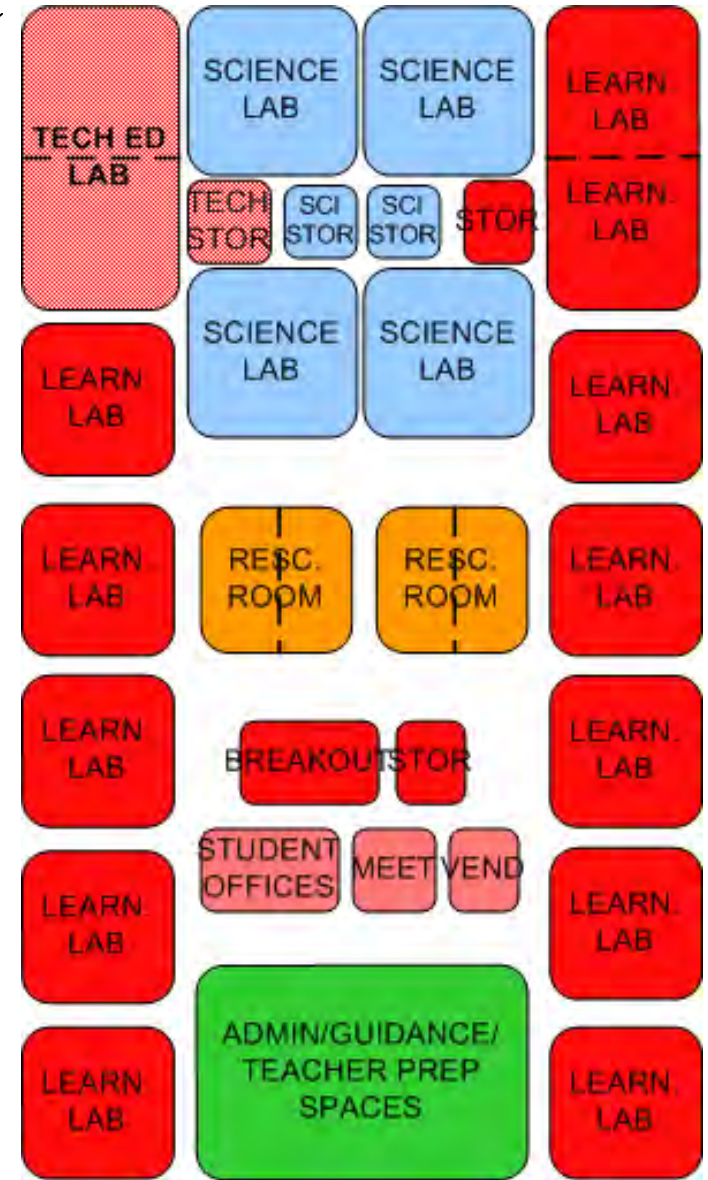 TECH ED
LAB
SCIENCE
LAB
SCIENCE
LAB
LEARN.
LAB
LEARN.
LAB
TECH
STOR
SCI
STOR
SCI
STOR
STOR
SCIENCE
LAB
SCIENCE
LAB
LEARN.
LAB
LEARN.
LAB
LEARN.
LAB
RESC.
ROOM
RESC.
ROOM
LEARN.
LAB
LEARN.
LAB
BREAKOUT
STOR
LEARN.
LAB
STUDENT
OFFICES
MEET
VEND
LEARN.
LAB
LEARN.
LAB
LEARN.
LAB
ADMIN/GUIDANCE/
TEACHER PREP
SPACES
LEARN.
LAB